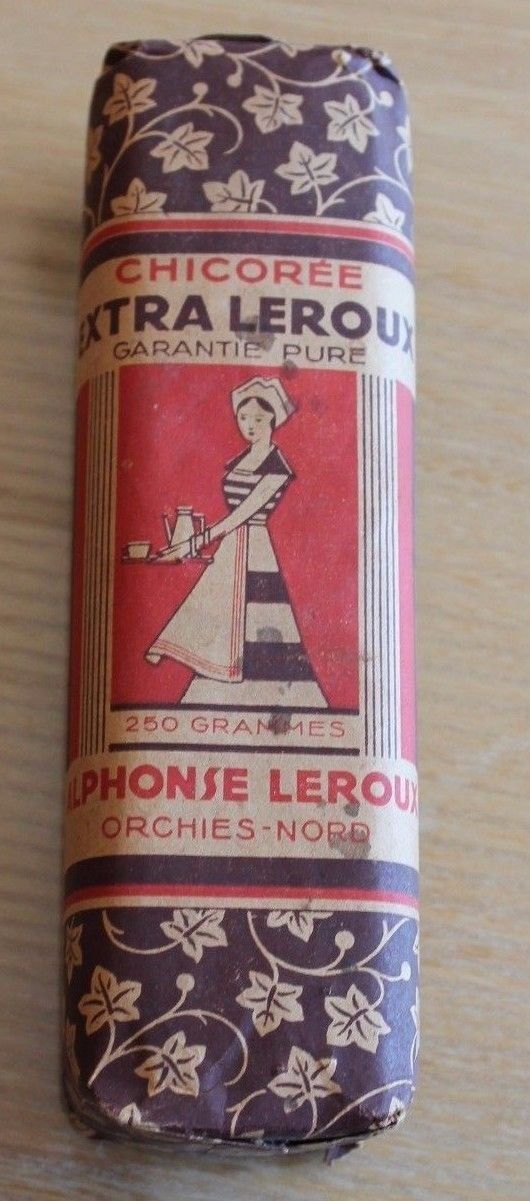 CHICORÉE
EXTRA LEROUX
GARANTIE PURE
250 GRAMMES
ALPHONSE LEROUX
ORCHIES-NORD